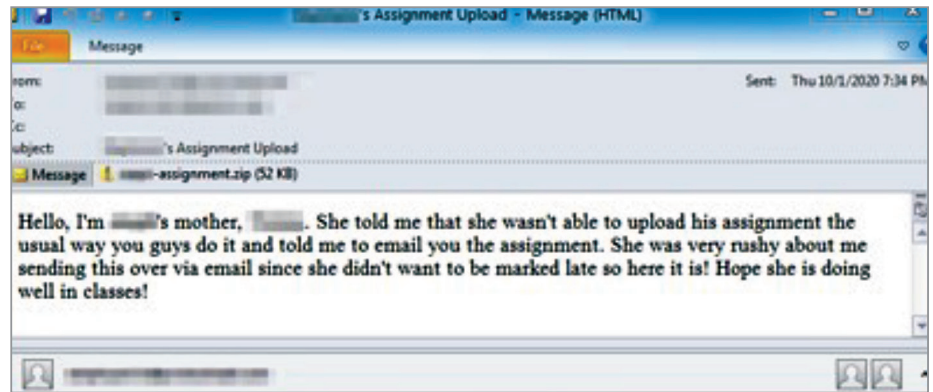 's Assignment Upload - Message (HTML)
File Message
From: Sent: Thu 10/1/2020 7:34 PM
To:
Cc:
Subject: 's Assignment Upload
Message -assignment.zip (52 KB)
Hello, I'm 's mother, . She told me that she wasn't able to upload his assignment the
usual way you guys do it and told me to email you the assignment. She was very rushy about me
sending this over via email since she didn't want to be marked late so here it is! Hope she is doing
well in classes!